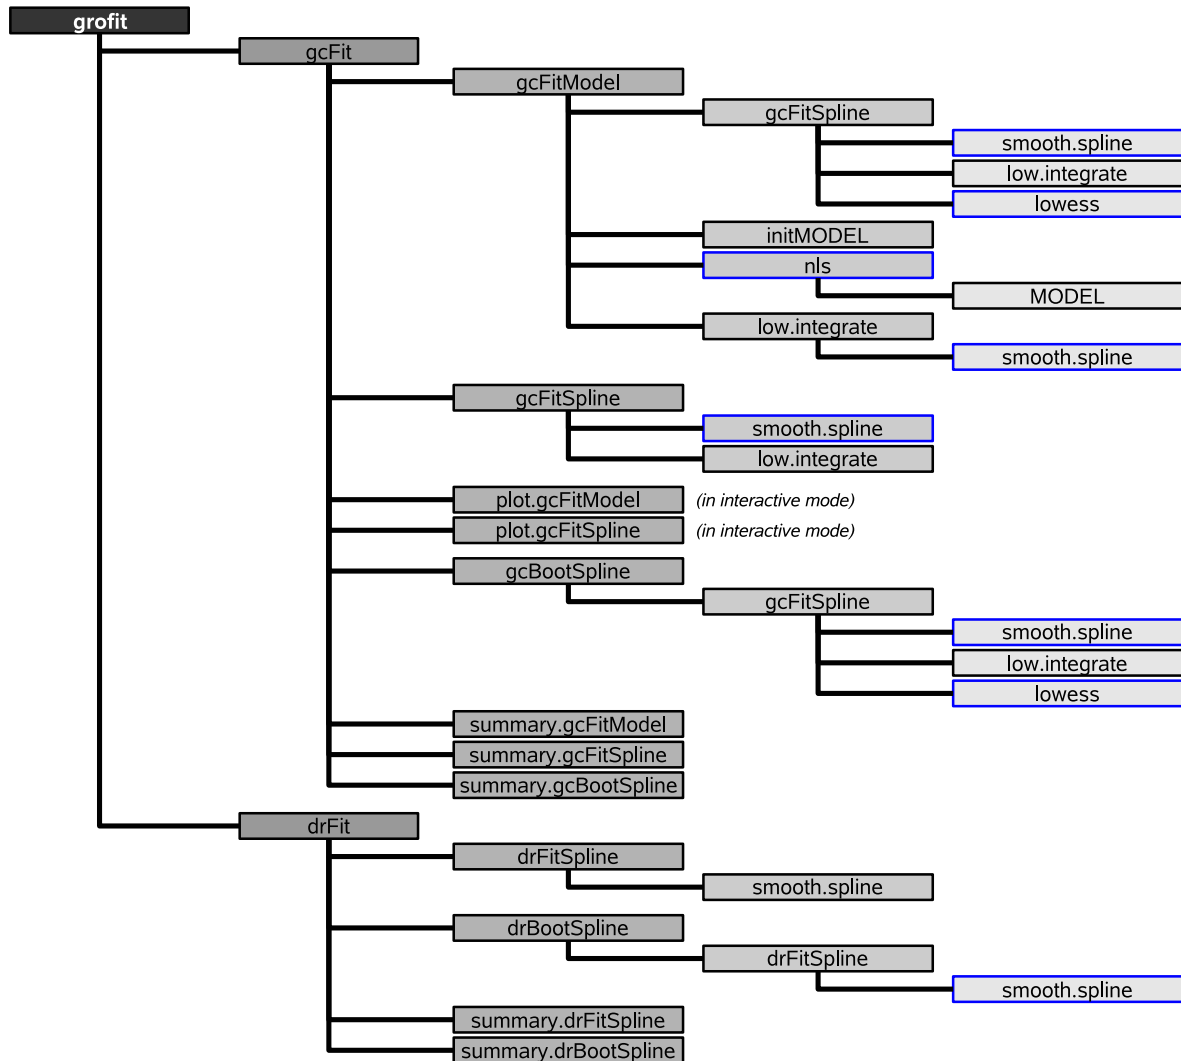 grofit
gcFit
gcFitModel
gcFitSpline
smooth.spline
low.integrate
lowess
initMODEL
nls
MODEL
low.integrate
smooth.spline
gcFitSpline
smooth.spline
low.integrate
plot.gcFitModel (in interactive mode)
plot.gcFitSpline (in interactive mode)
gcBootSpline
gcFitSpline
smooth.spline
low.integrate
lowess
summary.gcFitModel
summary.gcFitSpline
summary.gcBootSpline
drFit
drFitSpline
smooth.spline
drBootSpline
drFitSpline
smooth.spline
summary.drFitSpline
summary.drBootSpline